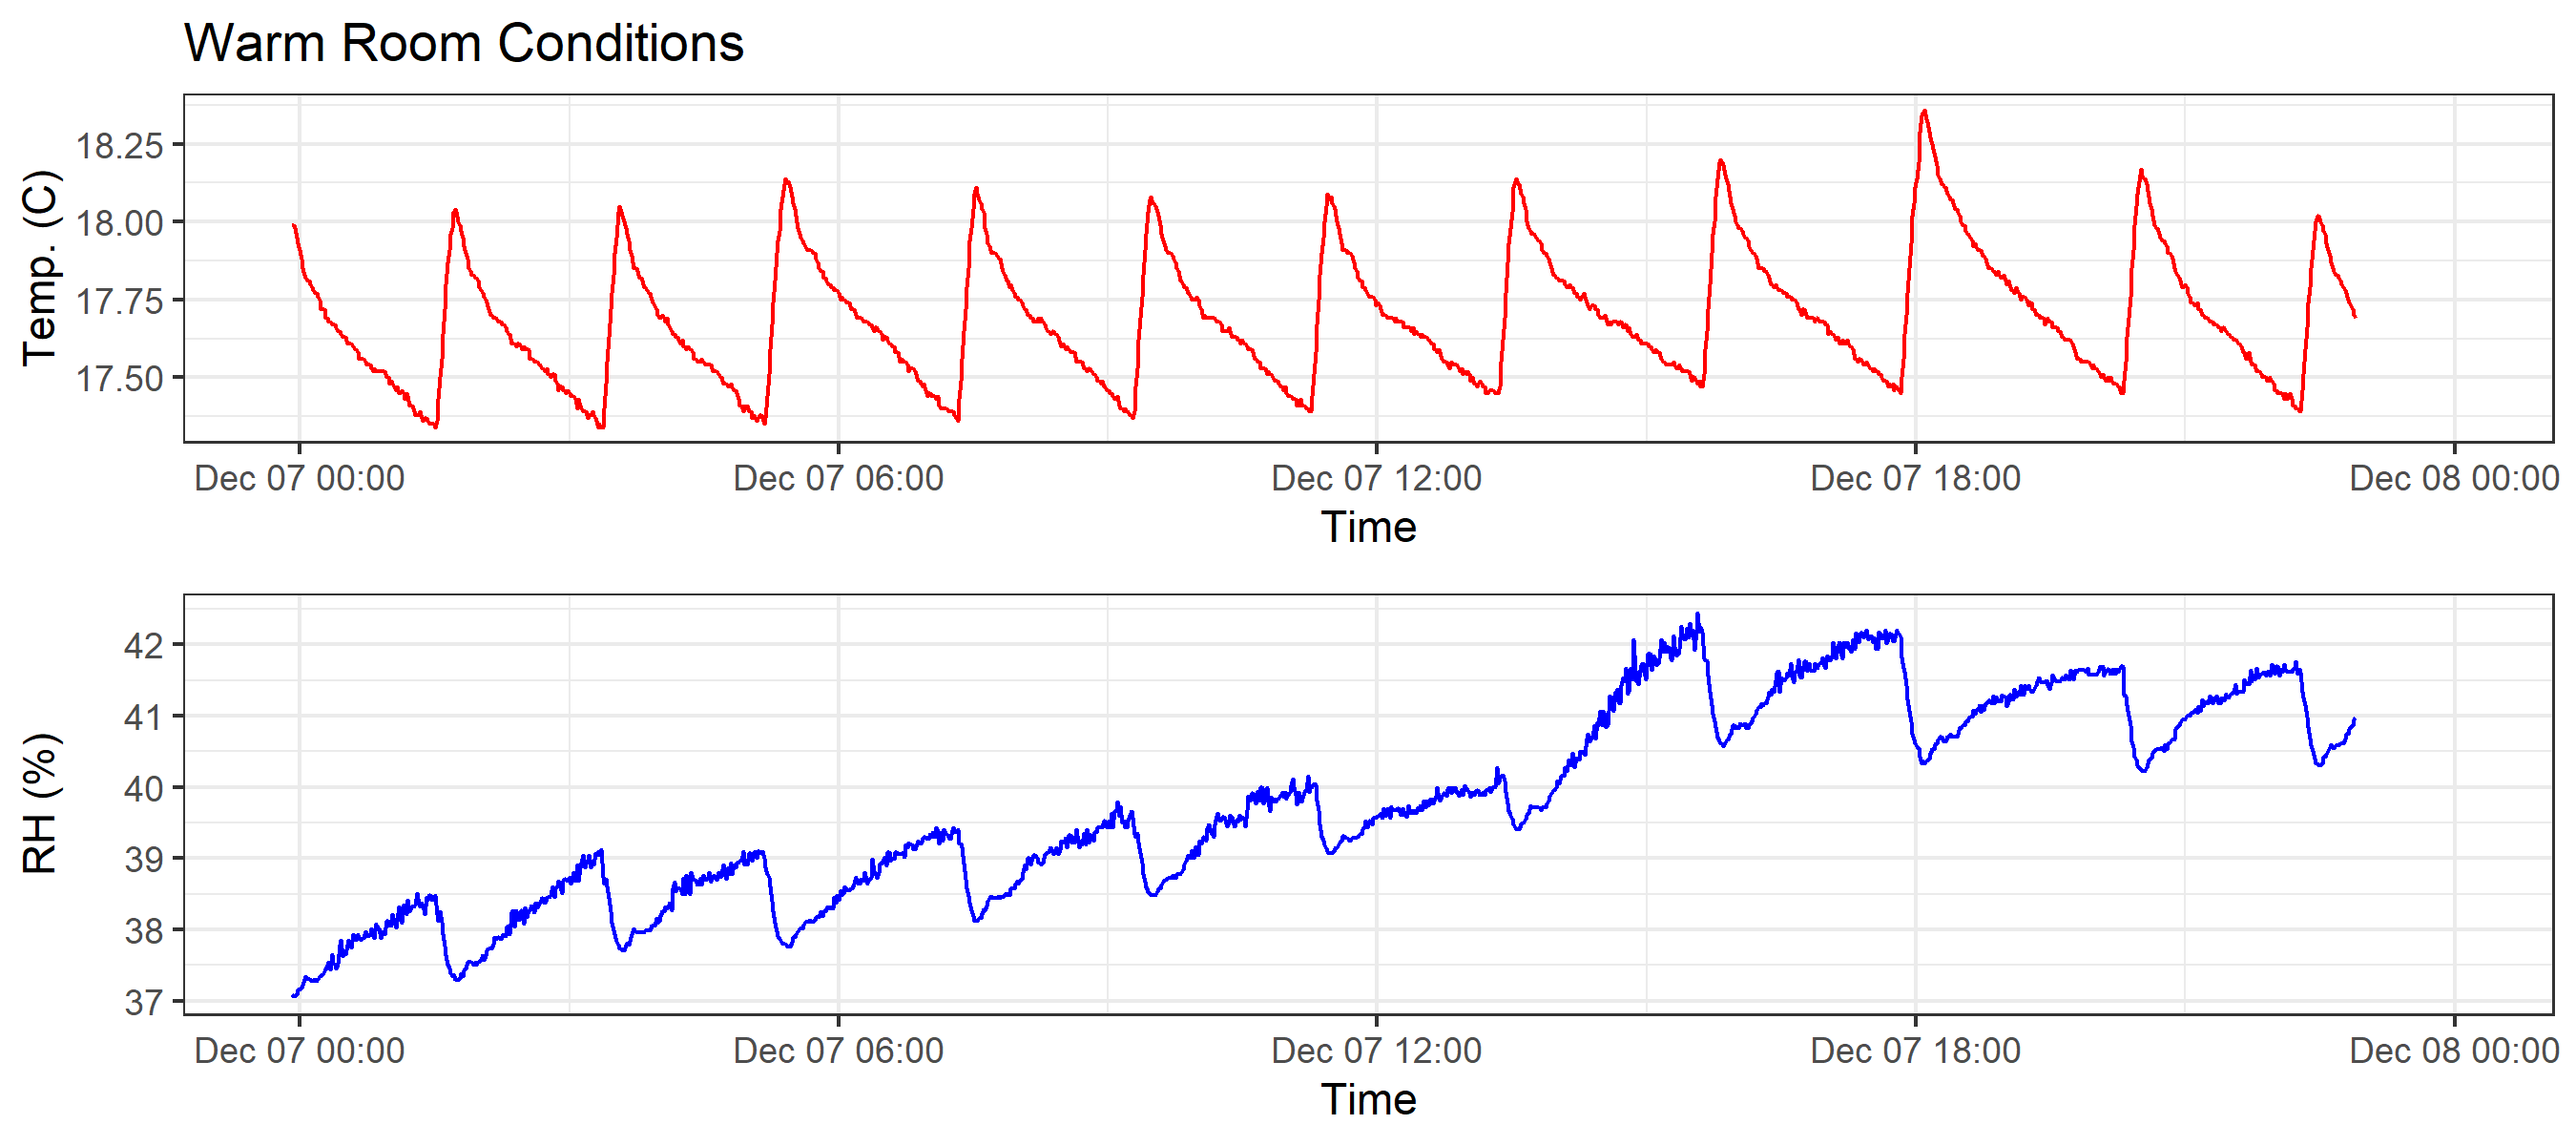 Warm Room Conditions
Temp. (C)
18.25
18.00
17.75
17.50
Dec 07 00:00 Dec 07 06:00 Dec 07 12:00 Dec 07 18:00 Dec 08 00:00
Time
RH (%)
42
41
40
39
38
37
Dec 07 00:00 Dec 07 06:00 Dec 07 12:00 Dec 07 18:00 Dec 08 00:00
Time